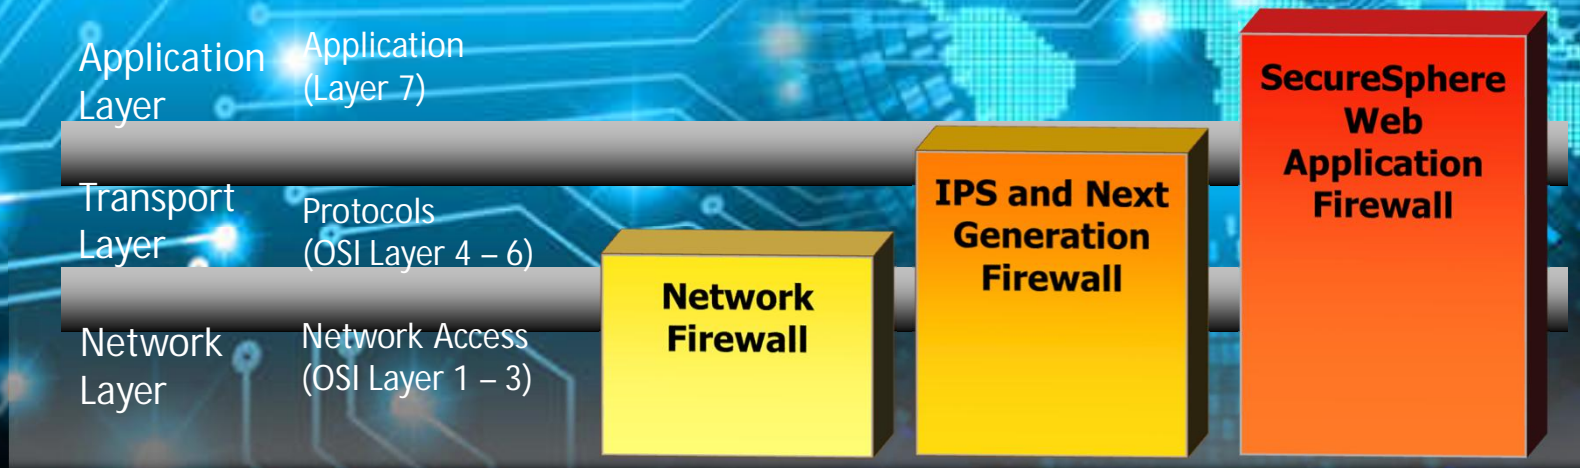 Application
Layer
Application
(Layer 7)
Transport
Layer
Protocols
(OSI Layer 4 – 6)
Network
Layer
Network Access
(OSI Layer 1 – 3)
Network
Firewall
IPS and Next
Generation
Firewall
SecureSphere
Web
Application
Firewall